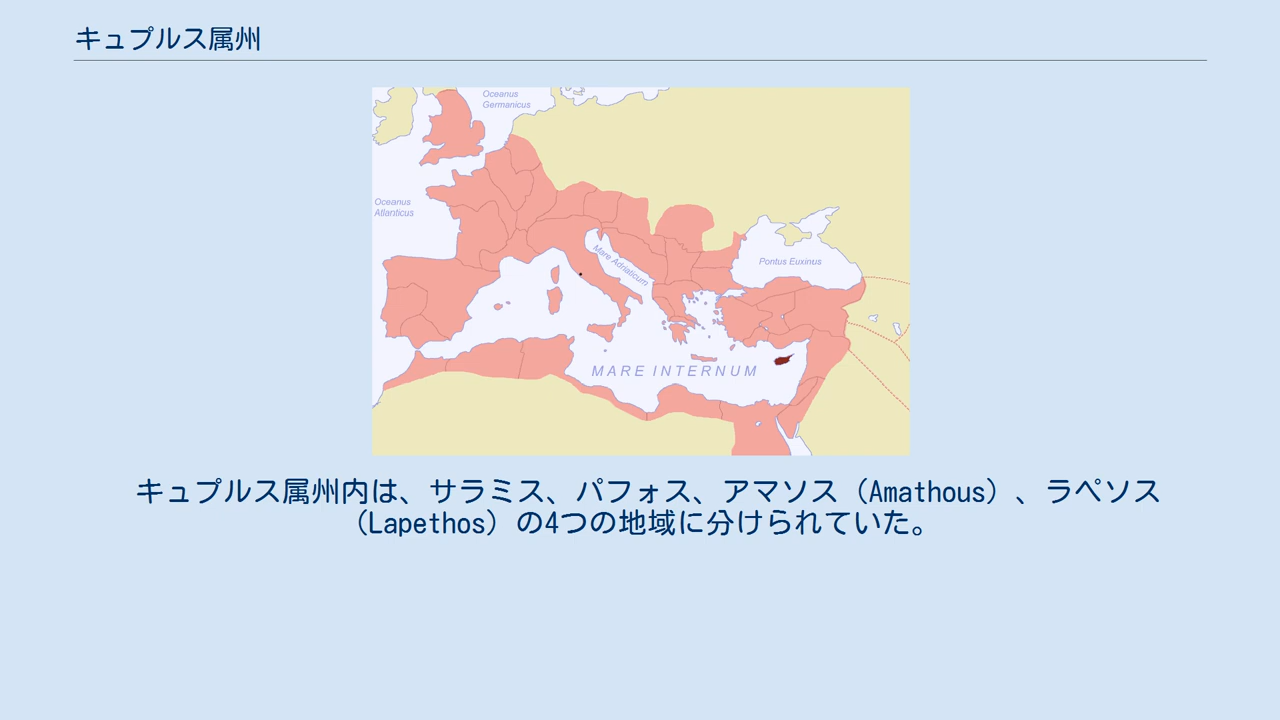 キュプルス属州
Oceanus
Germanicus
Oceanus
Atlanticus
Mare Adriaticum
Pontus Euxinus
MARE INTERNUM
キュプルス属州内は、サラミス、パフォス、アマソス（Amathous）、ラペソス
（Lapethos）の4つの地域に分けられていた。